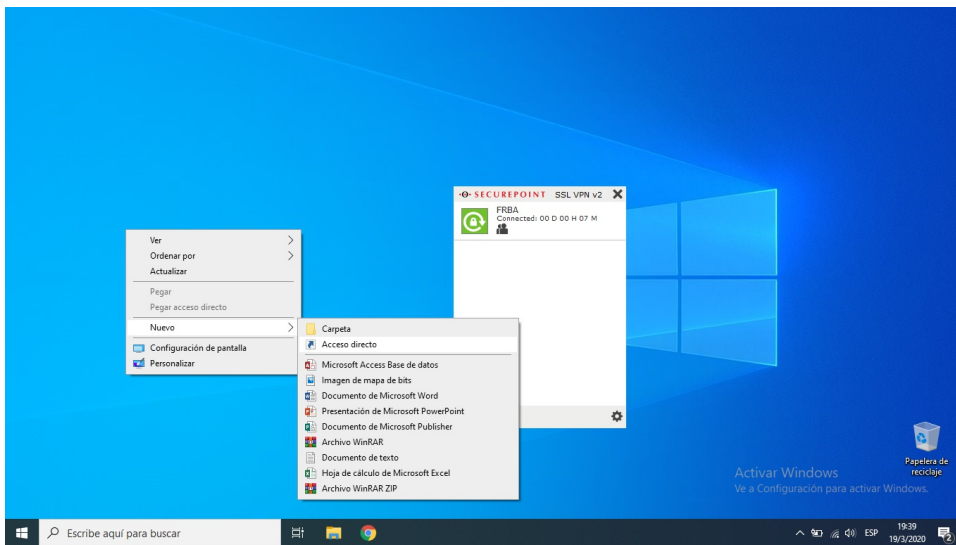 SECUREPOINT SSL VPN v2
FRBA
Connected: 00 D 00 H 07 M
Ver
Ordenar por
Actualizar
Pegar
Pegar acceso directo
Nuevo
Configuración de pantalla
Personalizar
Carpeta
Acceso directo
Microsoft Access Base de datos
Imagen de mapa de bits
Documento de Microsoft Word
Presentación de Microsoft PowerPoint
Documento de Microsoft Publisher
Archivo WinRAR
Documento de texto
Hoja de cálculo de Microsoft Excel
Archivo WinRAR ZIP
Papelera de
reciclaje
Activar Windows
Ve a Configuración para activar Windows.
Escribe aquí para buscar
ESP
19:39
19/3/2020
2